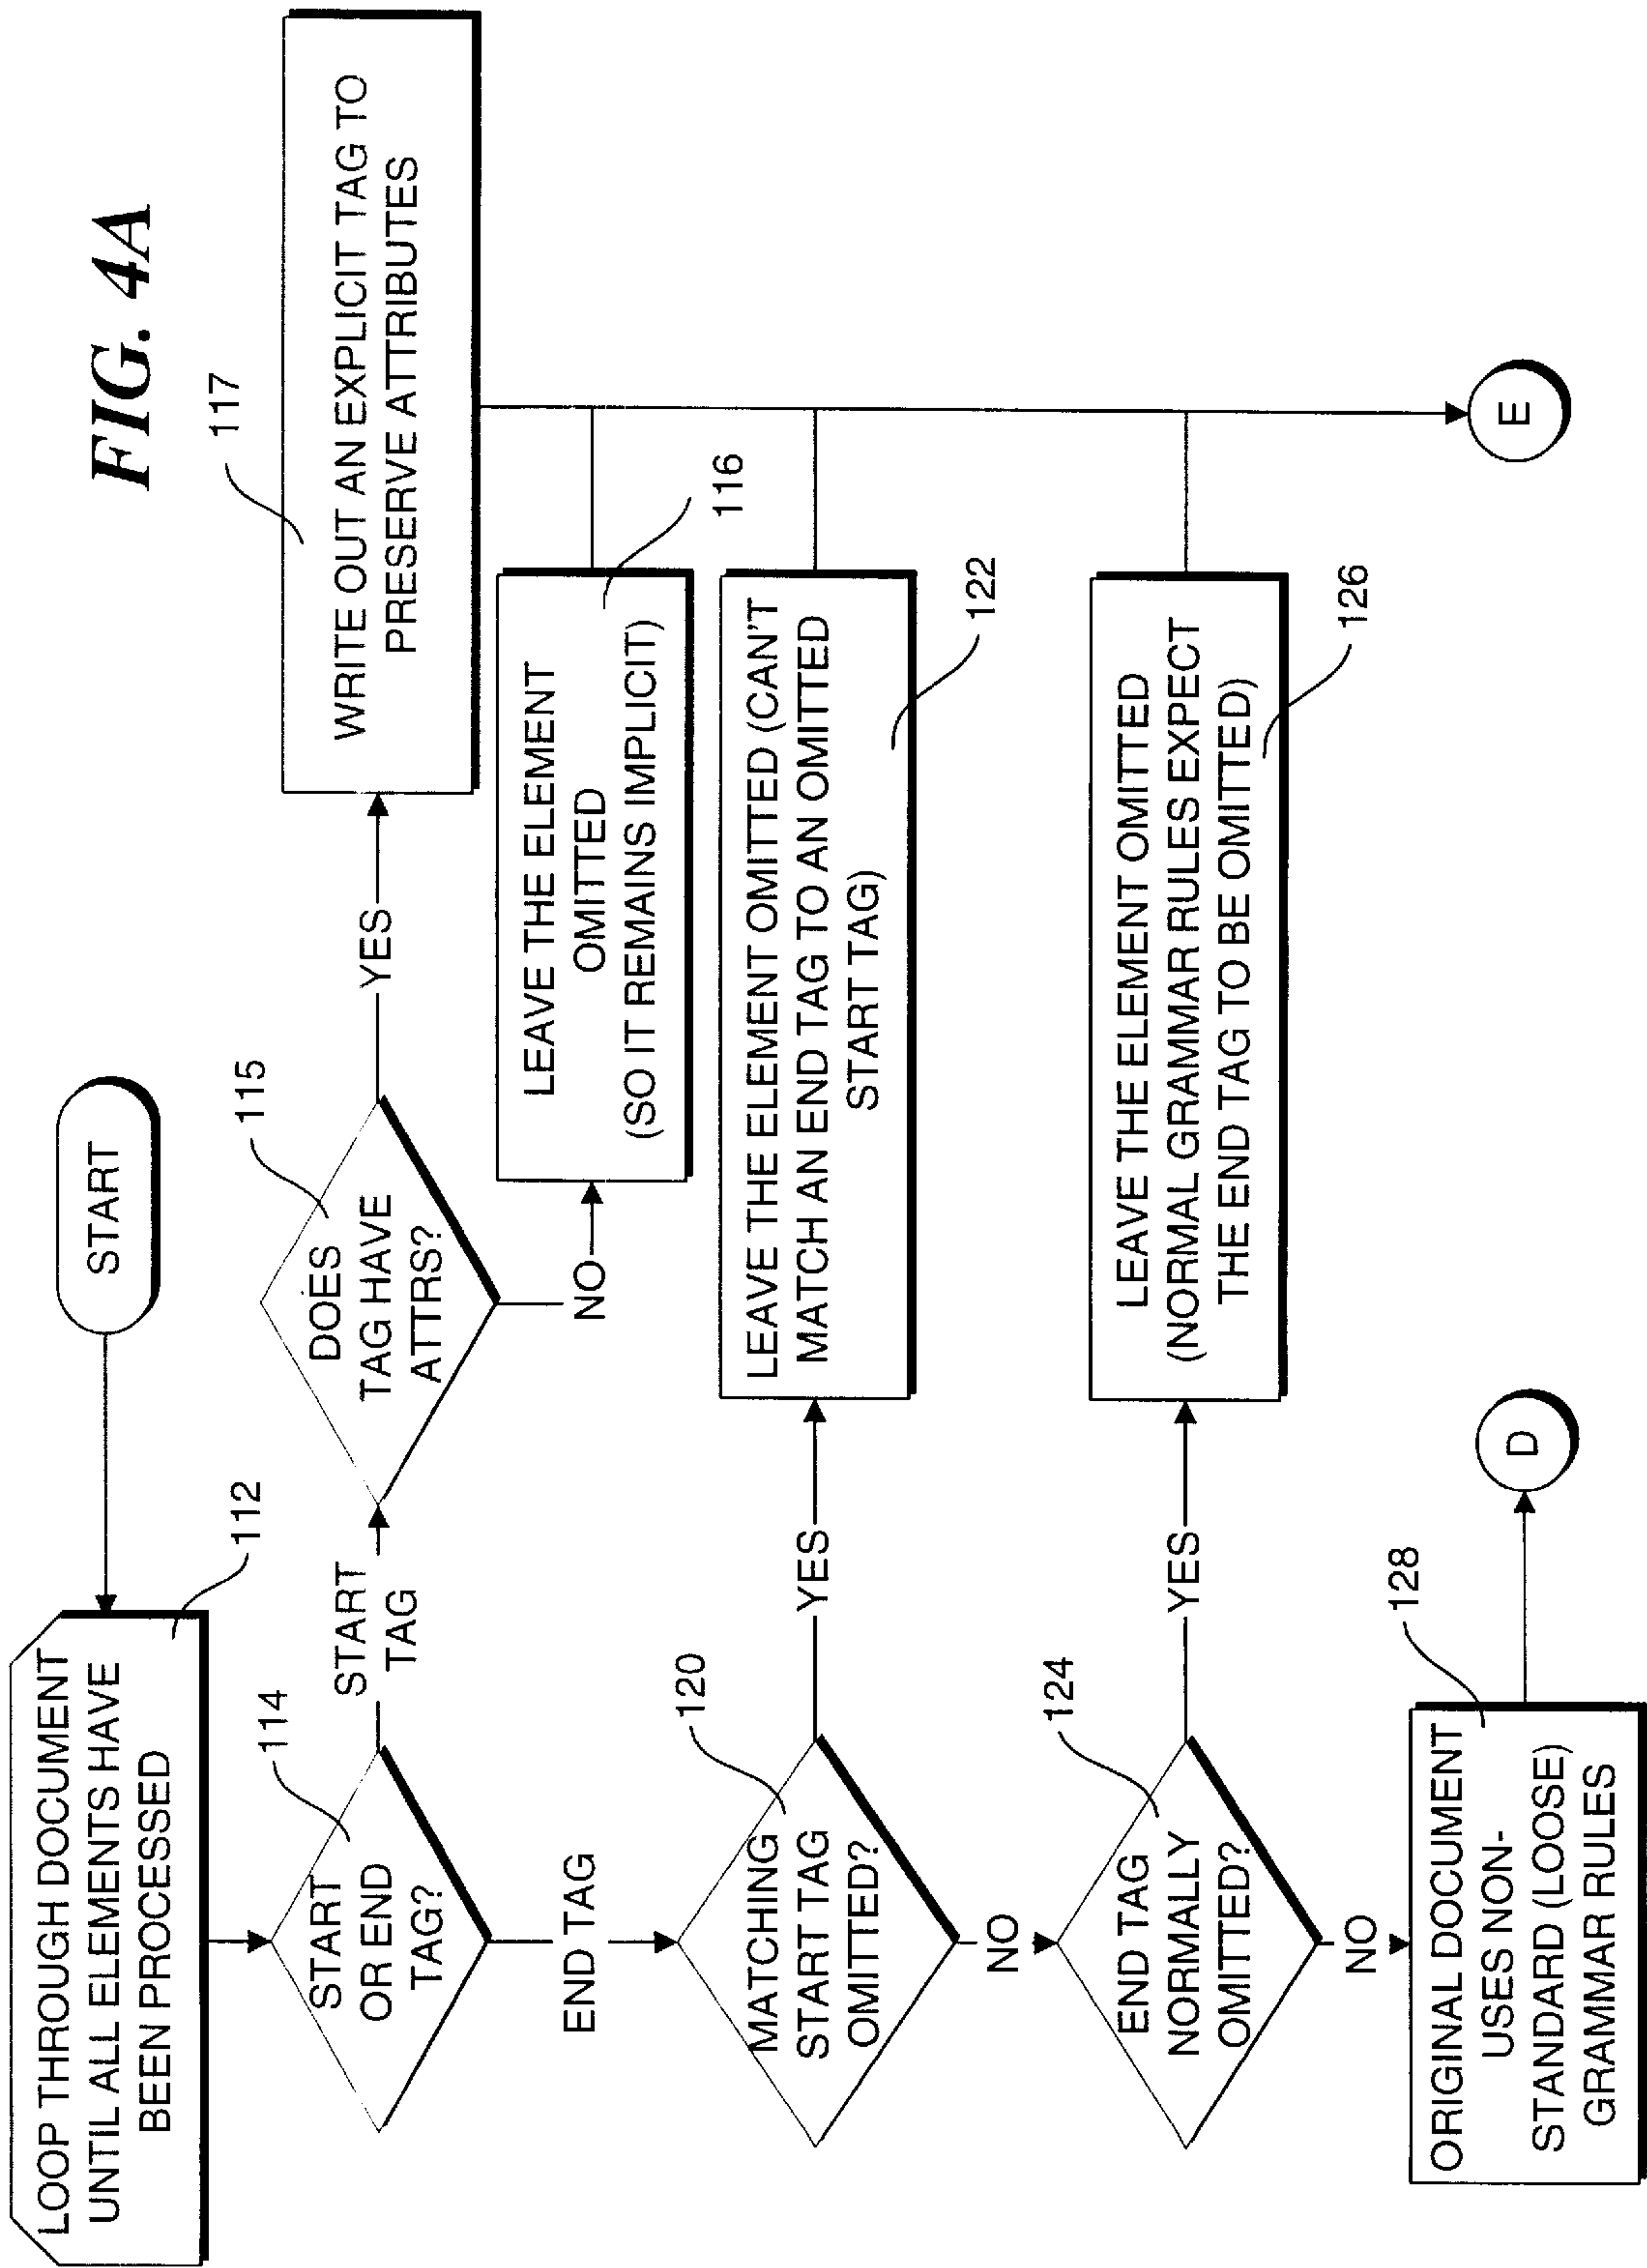 FIG. 4A
START
LOOP THROUGH DOCUMENT
UNTIL ALL ELEMENTS HAVE
BEEN PROCESSED
112
114
START
OR END
TAG?
START
TAG
115
DOES
TAG HAVE
ATTRS?
YES
117
WRITE OUT AN EXPLICIT TAG TO
PRESERVE ATTRIBUTES
NO
LEAVE THE ELEMENT
OMITTED
(SO IT REMAINS IMPLICIT)
116
END TAG
120
MATCHING
START TAG
OMITTED?
YES
LEAVE THE ELEMENT OMITTED (CAN'T
MATCH AN END TAG TO AN OMITTED
START TAG)
122
NO
124
END TAG
NORMALLY
OMITTED?
YES
LEAVE THE ELEMENT OMITTED
(NORMAL GRAMMAR RULES EXPECT
THE END TAG TO BE OMITTED)
126
NO
128
ORIGINAL DOCUMENT
USES NON-
STANDARD (LOOSE)
GRAMMAR RULES
D
E